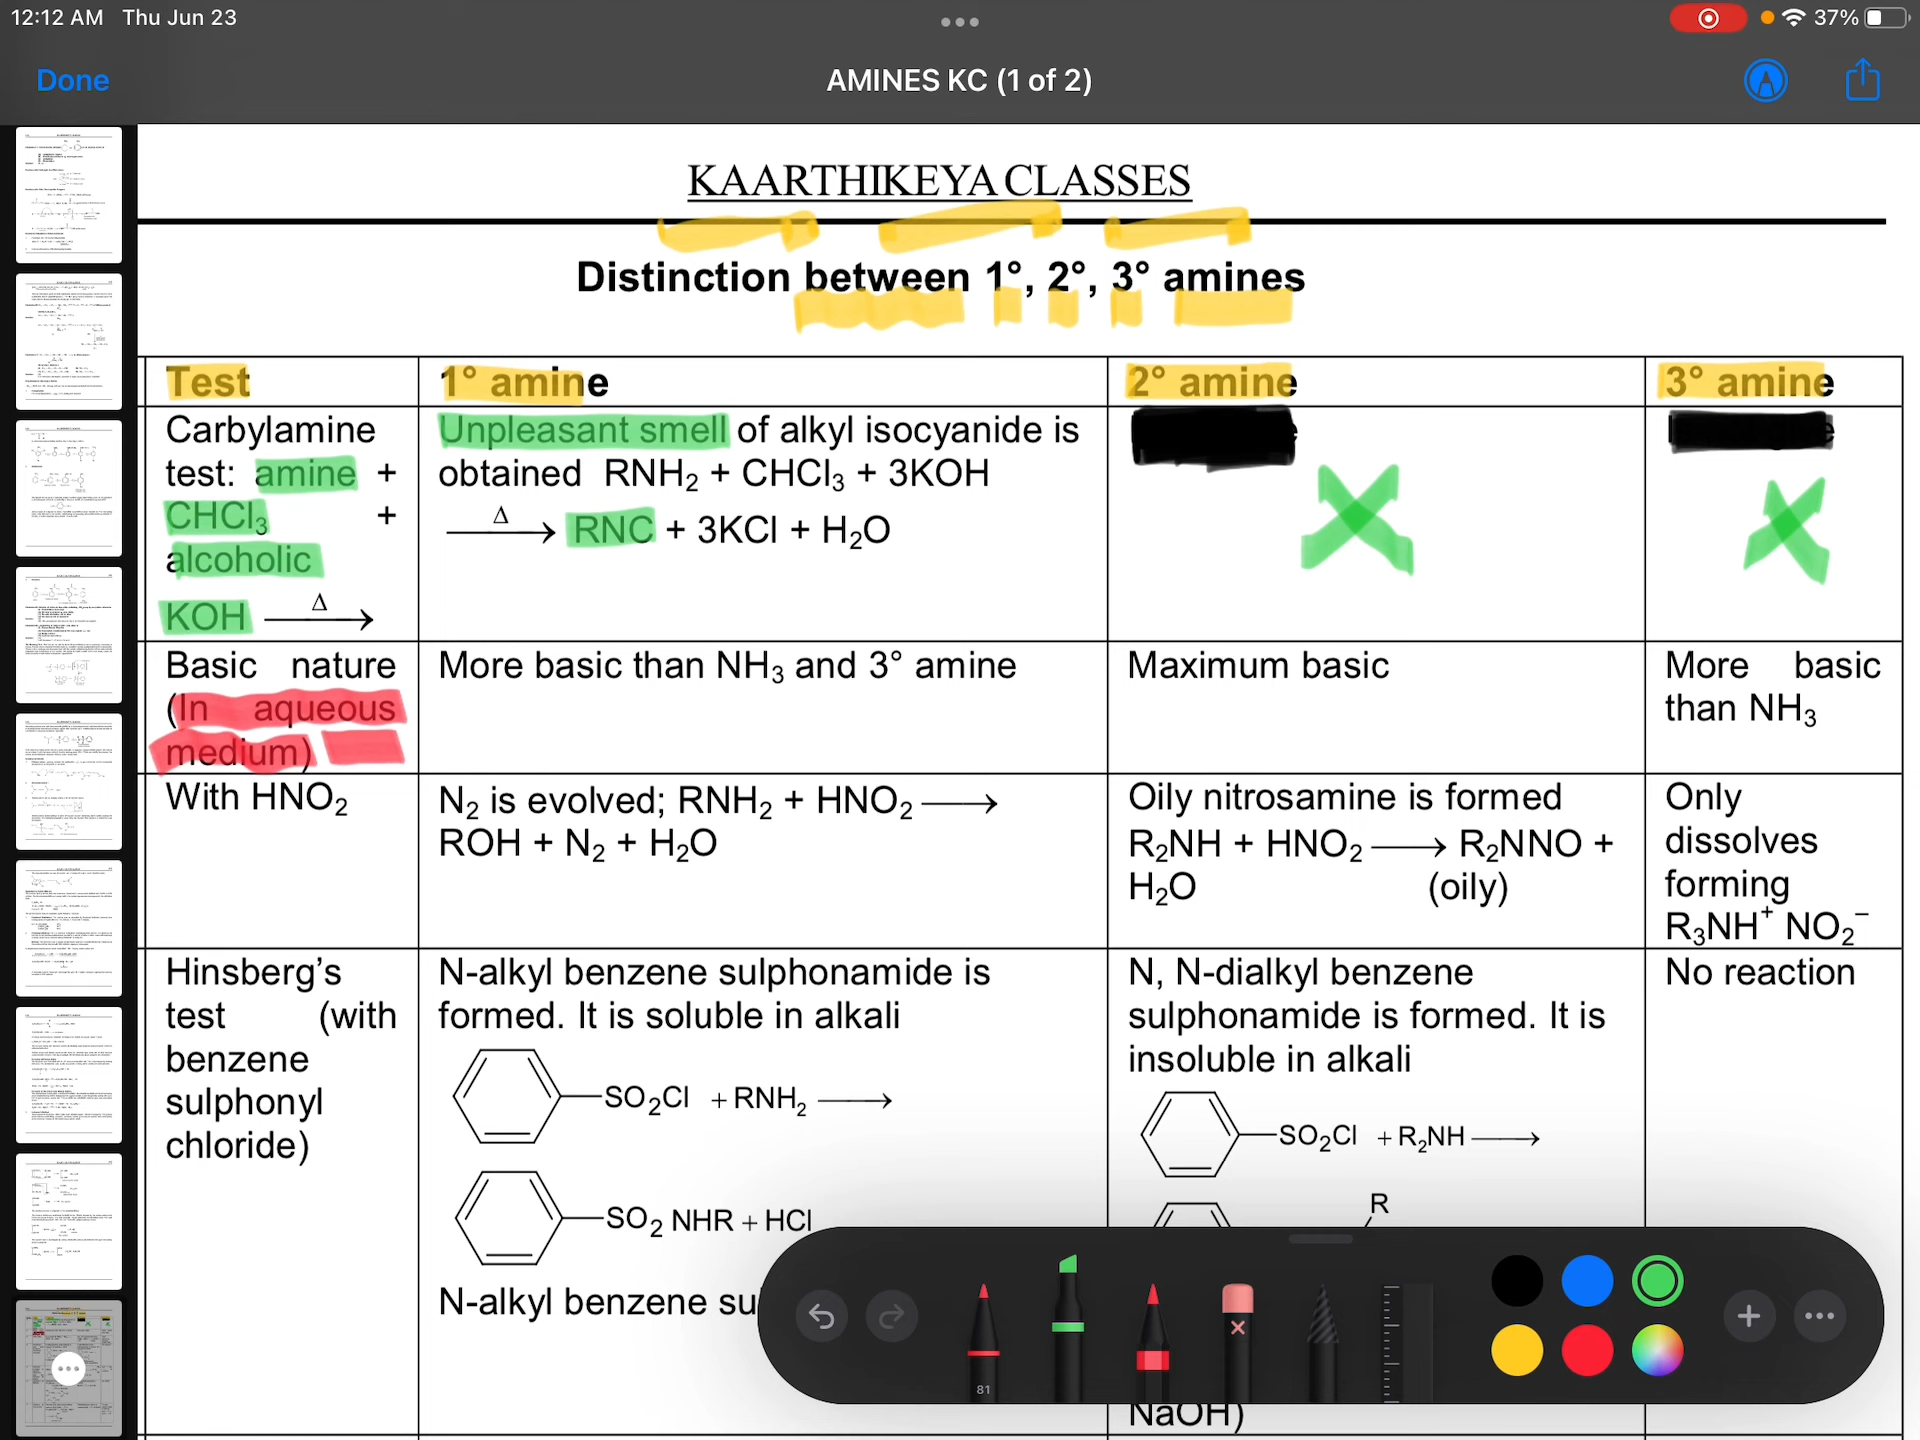 12:12 AM Thu Jun 23
37%
Done
AMINES KC (1 of 2)
KAARTHIKEYA CLASSES
Distinction between 1°, 2°, 3° amines
Test
1° amine
2° amine
3° amine
Carbylamine
test: amine +
CHCl₃ +
alcoholic
KOH Δ⟶
Unpleasant smell of alkyl isocyanide is
obtained RNH₂ + CHCl₃ + 3KOH
Δ⟶ RNC + 3KCl + H₂O
Basic nature
(In aqueous
medium)
More basic than NH₃ and 3° amine
Maximum basic
More basic
than NH₃
With HNO₂
N₂ is evolved; RNH₂ + HNO₂ ⟶
ROH + N₂ + H₂O
Oily nitrosamine is formed
R₂NH + HNO₂ ⟶ R₂NNO +
H₂O (oily)
Only
dissolves
forming
R₃NH⁺ NO₂⁻
Hinsberg’s
test (with
benzene
sulphonyl
chloride)
N-alkyl benzene sulphonamide is
formed. It is soluble in alkali
SO₂Cl + RNH₂ ⟶
SO₂ NHR + HCl
N-alkyl benzene su
N, N-dialkyl benzene
sulphonamide is formed. It is
insoluble in alkali
SO₂Cl + R₂NH ⟶
R
NaOH)
No reaction
81